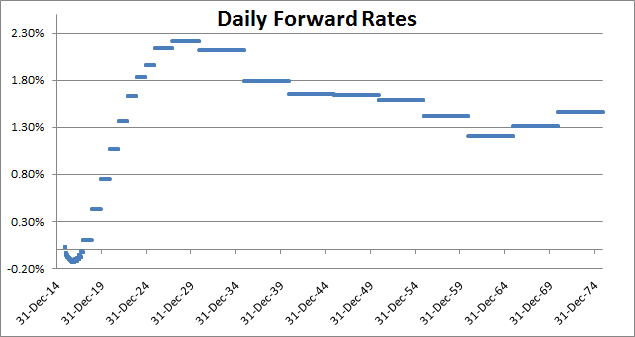 Daily Forward Rates
2.30%
1.80%
1.30%
0.80%
0.30%
-0.20%
31-Dec-14
31-Dec-19
31-Dec-24
31-Dec-29
31-Dec-34
31-Dec-39
31-Dec-44
31-Dec-49
31-Dec-54
31-Dec-59
31-Dec-64
31-Dec-69
31-Dec-74